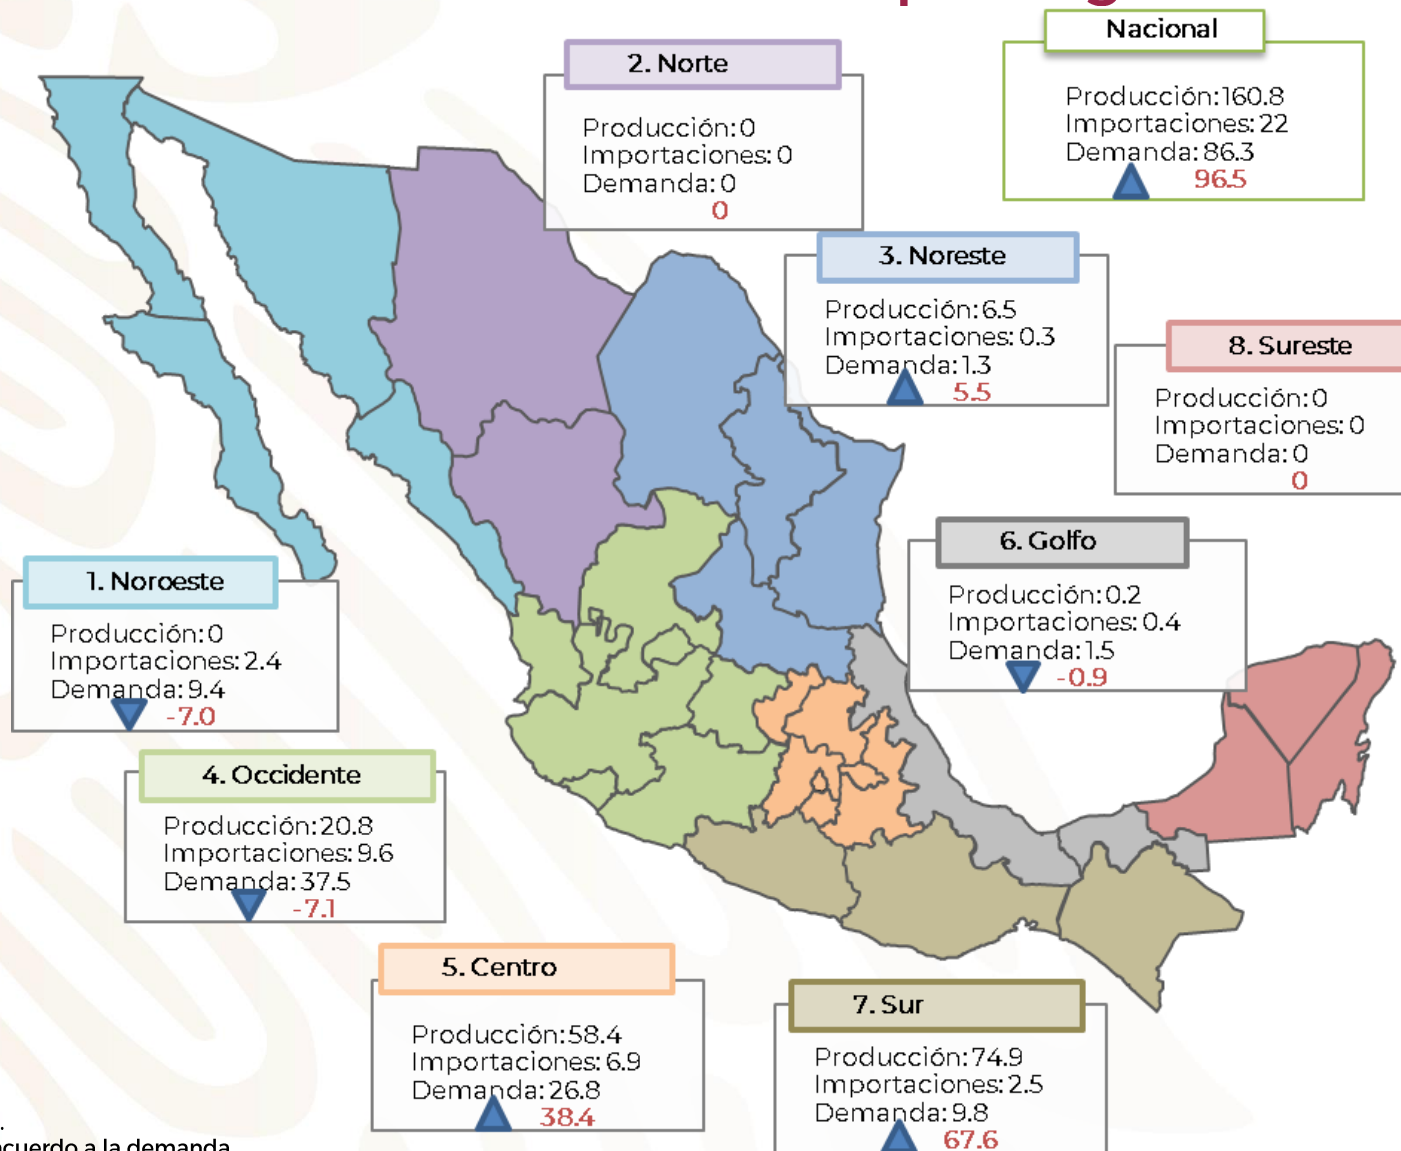 Nacional
Producción: 160.8
Importaciones: 22
Demanda: 86.3
96.5
2. Norte
Producción: 0
Importaciones: 0
Demanda: 0
0
3. Noreste
Producción: 6.5
Importaciones: 0.3
Demanda: 1.3
5.5
8. Sureste
Producción: 0
Importaciones: 0
Demanda: 0
0
6. Golfo
Producción: 0.2
Importaciones: 0.4
Demanda: 1.5
-0.9
1. Noroeste
Producción: 0
Importaciones: 2.4
Demanda: 9.4
-7.0
4. Occidente
Producción: 20.8
Importaciones: 9.6
Demanda: 37.5
-7.1
5. Centro
Producción: 58.4
Importaciones: 6.9
Demanda: 26.8
38.4
7. Sur
Producción: 74.9
Importaciones: 2.5
Demanda: 9.8
67.6
a la demanda